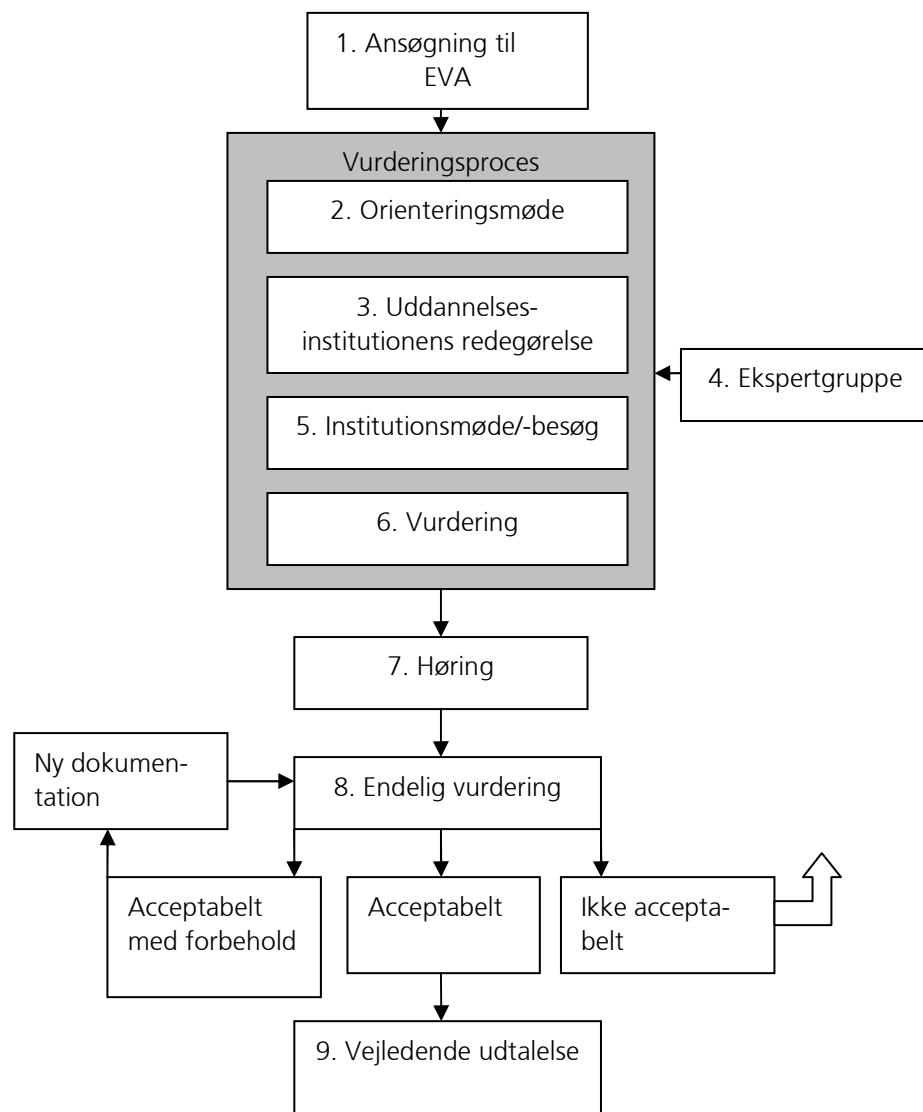 1. Ansøgning til
EVA
Vurderingsproces
2. Orienteringsmøde
3. Uddannelses-
institutionens redegørelse
4. Ekspertgruppe
5. Institutionsmøde/-besøg
6. Vurdering
7. Høring
Ny dokumen-
tation
8. Endelig vurdering
Acceptabelt
med forbehold
Acceptabelt
Ikke accepta-
belt
9. Vejledende udtalelse